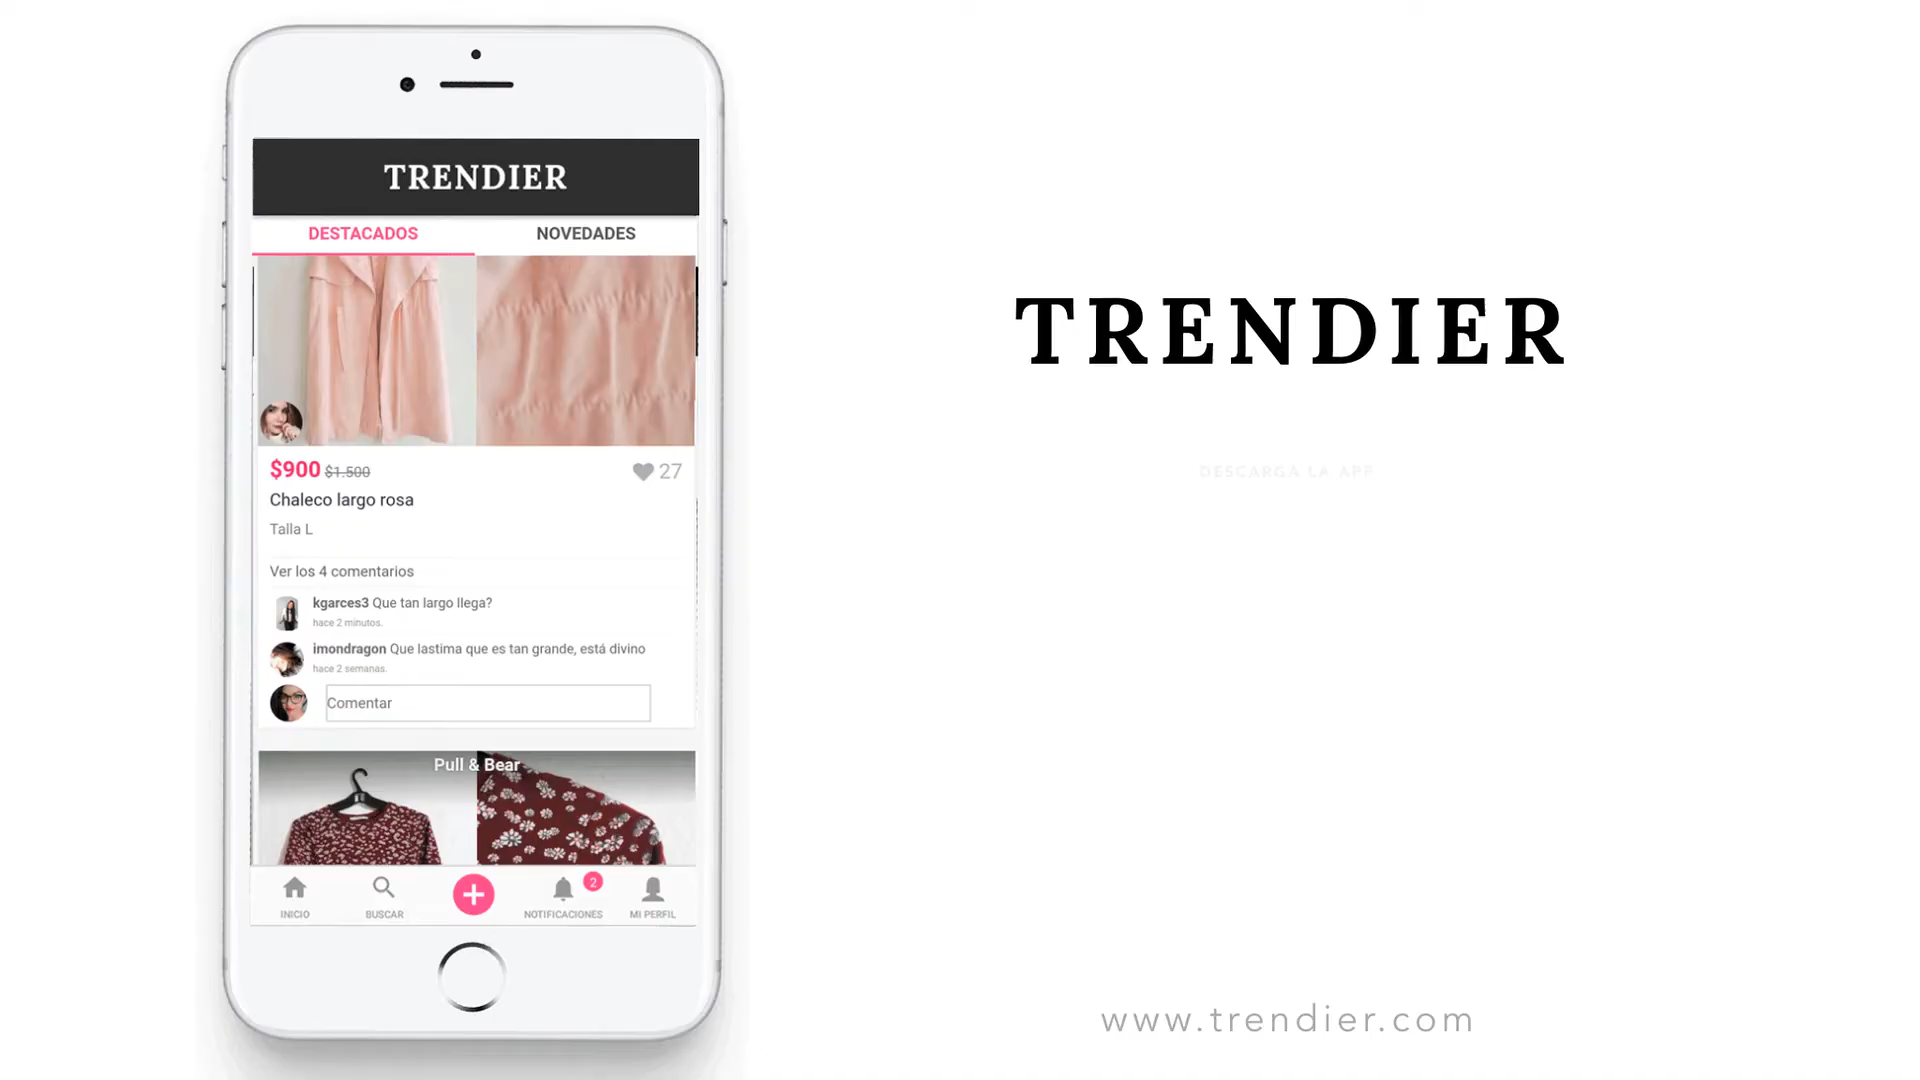 TRENDIER
DESTACADOS
NOVEDADES
$900 $1.500
27
Chaleco largo rosa
Talla L
Ver los 4 comentarios
kgarces3 Que tan largo llega?
hace 2 minutos.
imondragon Que lastima que es tan grande, está divino
hace 2 semanas.
Comentar
Pull & Bear
2
INICIO
BUSCAR
NOTIFICACIONES
MI PERFIL
TRENDIER
DESCARGA LA APP
www.trendier.com